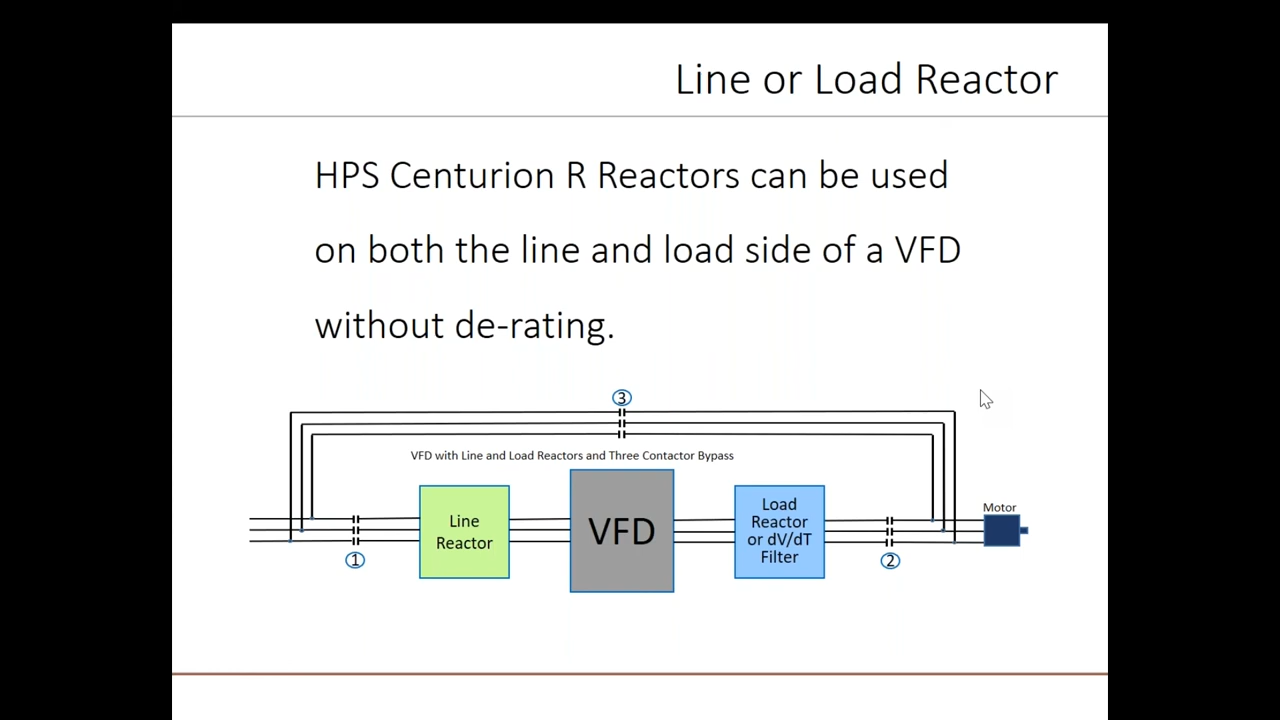 Line or Load Reactor
HPS Centurion R Reactors can be used
on both the line and load side of a VFD
without de-rating.
3
VFD with Line and Load Reactors and Three Contactor Bypass
Line
Reactor
VFD
Load
Reactor
or dV/dT
Filter
Motor
1
2